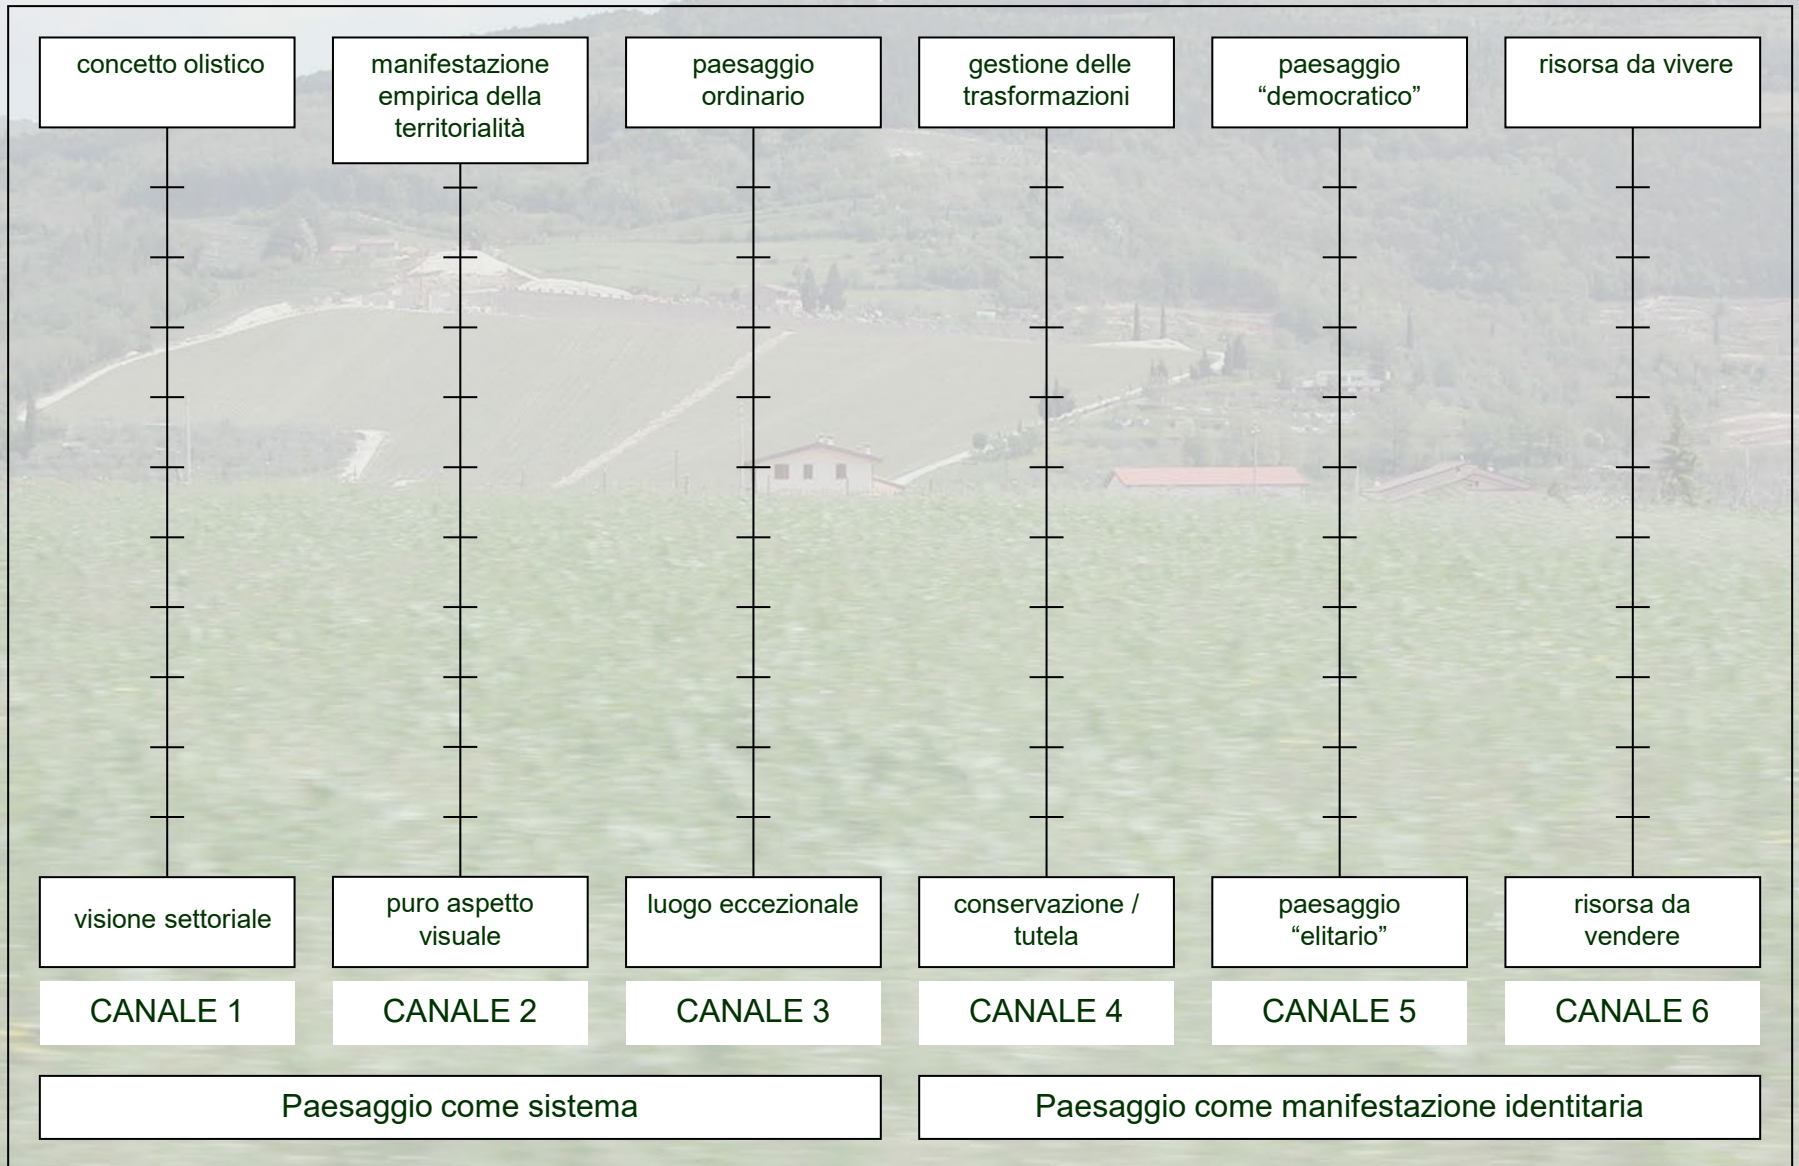 concetto olistico
manifestazione
empirica della
territorialità
paesaggio
ordinario
gestione delle
trasformazioni
paesaggio
“democratico”
risorsa da vivere
visione settoriale
puro aspetto
visuale
luogo eccezionale
conservazione /
tutela
paesaggio
“elitario”
risorsa da
vendere
CANALE 1
CANALE 2
CANALE 3
CANALE 4
CANALE 5
CANALE 6
Paesaggio come sistema
Paesaggio come manifestazione identitaria